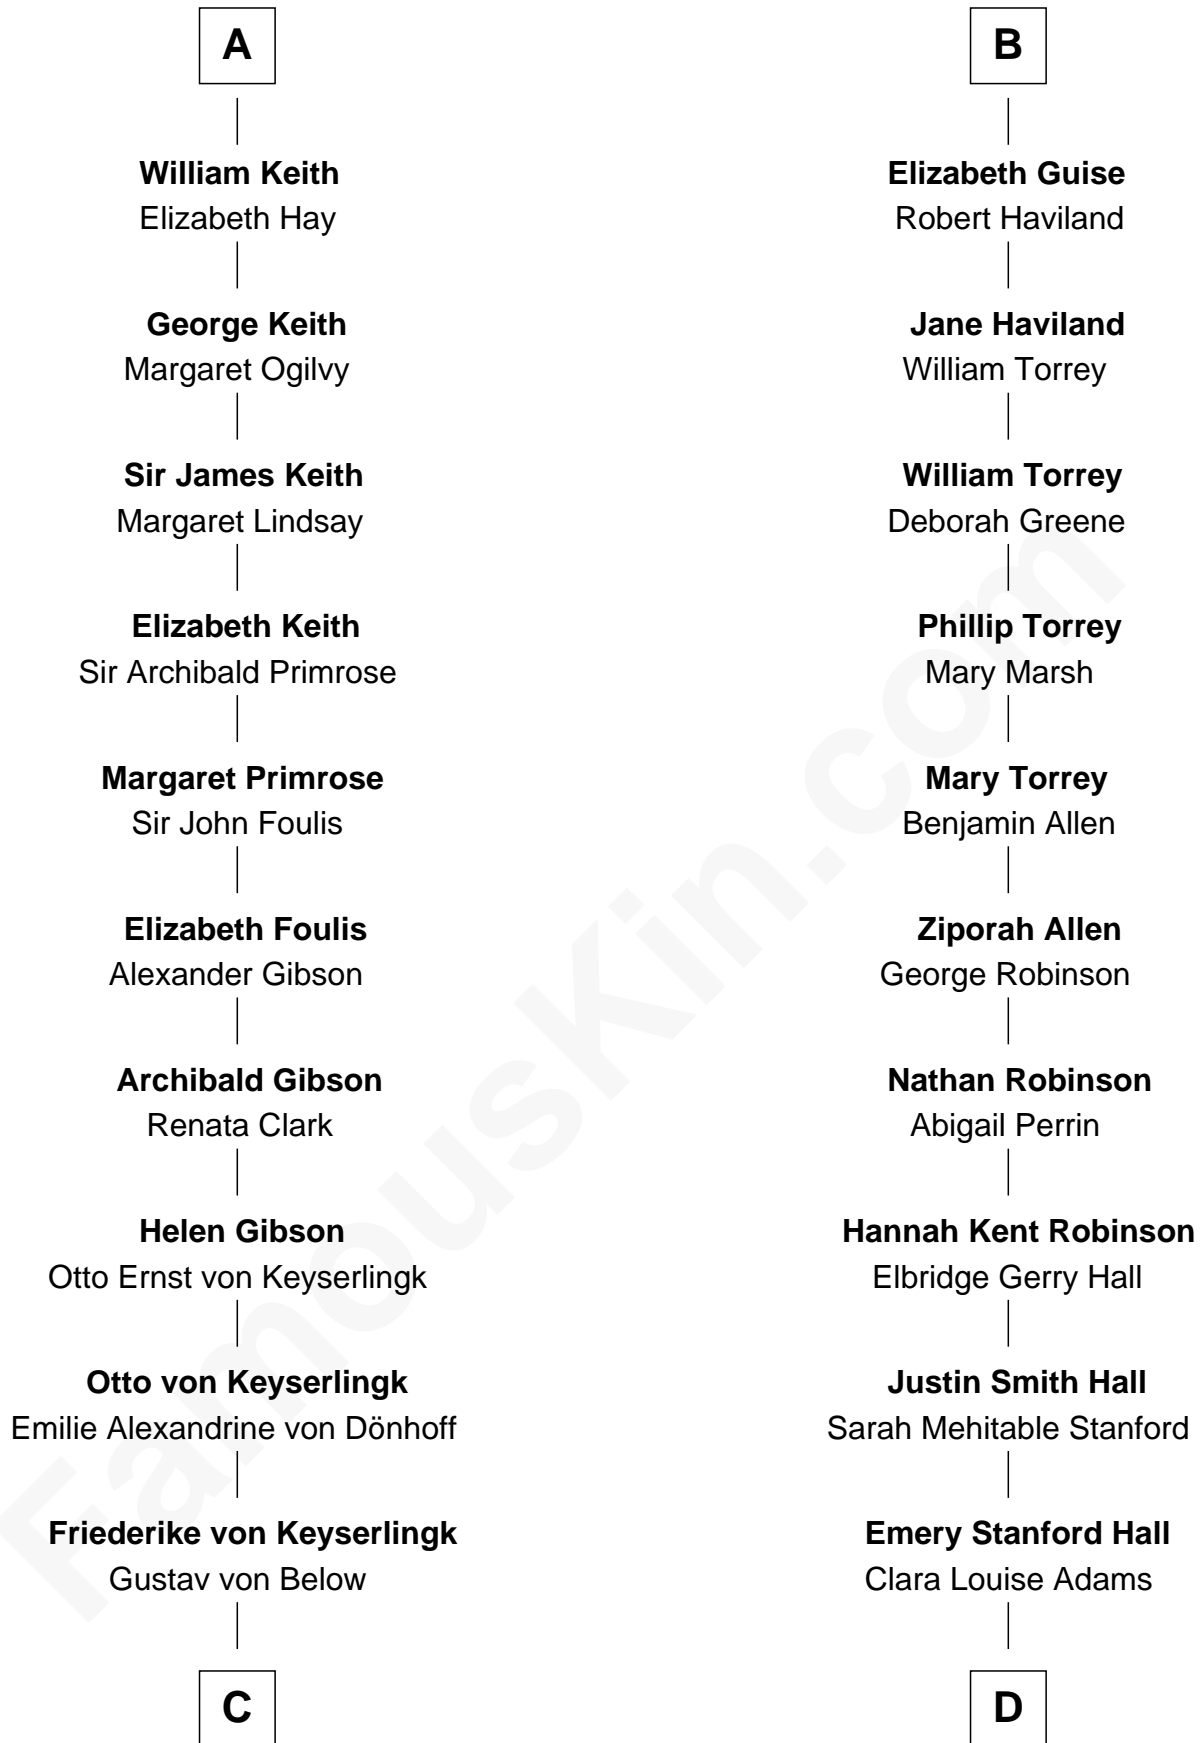 A
William Keith
Elizabeth Hay
George Keith
Margaret Ogilvy
Sir James Keith
Margaret Lindsay
Elizabeth Keith
Sir Archibald Primrose
Margaret Primrose
Sir John Foulis
Elizabeth Foulis
Alexander Gibson
Archibald Gibson
Renata Clark
Helen Gibson
Otto Ernst von Keyserlingk
Otto von Keyserlingk
Emilie Alexandrine von Dönhoff
Friederike von Keyserlingk
Gustav von Below
C
B
Elizabeth Guise
Robert Haviland
Jane Haviland
William Torrey
William Torrey
Deborah Greene
Phillip Torrey
Mary Marsh
Mary Torrey
Benjamin Allen
Ziporah Allen
George Robinson
Nathan Robinson
Abigail Perrin
Hannah Kent Robinson
Elbridge Gerry Hall
Justin Smith Hall
Sarah Mehitable Stanford
Emery Stanford Hall
Clara Louise Adams
D
FamousKin.com